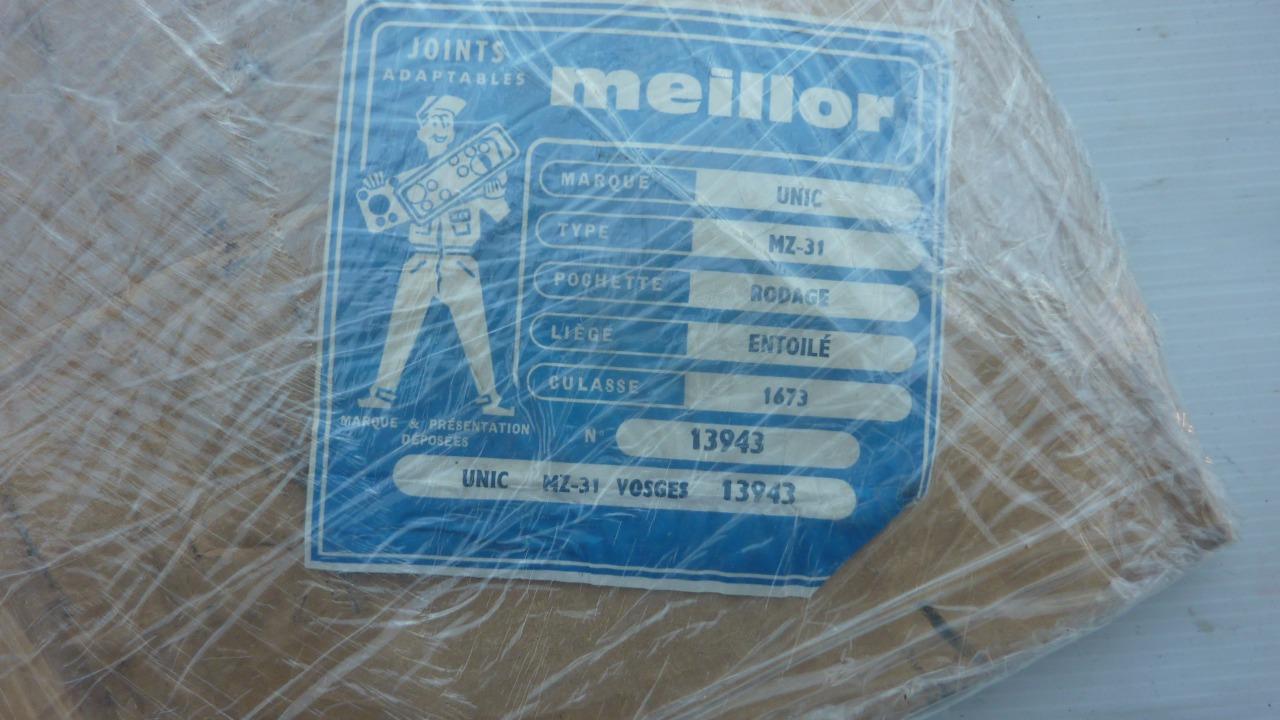 JOINTS
ADAPTABLES
meillor
MARQUE UNIC
TYPE MZ-31
POCHETTE RODAGE
LIÈGE ENTOILÉ
CULASSE 1673
MARQUE & PRÉSENTATION
DÉPOSÉES
N° 13943
UNIC MZ-31 VOSGES 13943